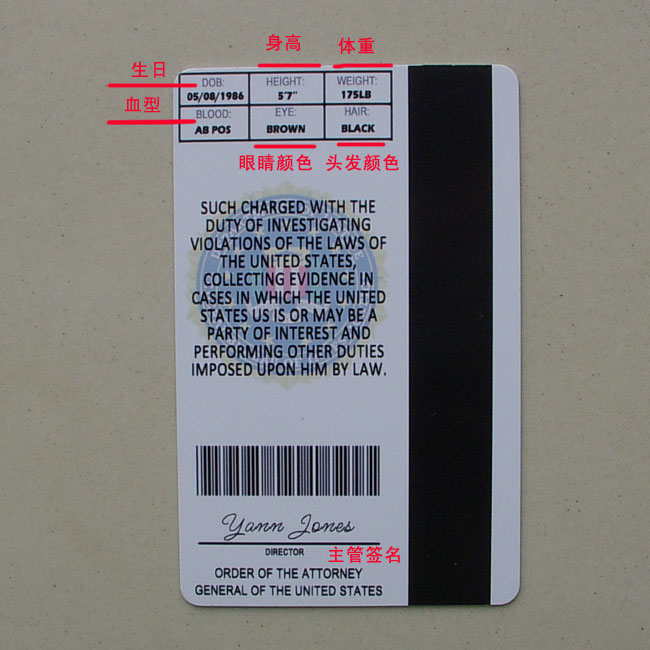 身高 体重
生日 DOB: HEIGHT: WEIGHT:
05/08/1986 5'7" 175LB
血型 BLOOD: EYE: HAIR:
AB POS BROWN BLACK
眼睛颜色 头发颜色
SUCH CHARGED WITH THE
DUTY OF INVESTIGATING
VIOLATIONS OF THE LAWS OF
THE UNITED STATES,
COLLECTING EVIDENCE IN
CASES IN WHICH THE UNITED
STATES US IS OR MAY BE A
PARTY OF INTEREST AND
PERFORMING OTHER DUTIES
IMPOSED UPON HIM BY LAW.
Yann Jones
DIRECTOR 主管签名
ORDER OF THE ATTORNEY
GENERAL OF THE UNITED STATES